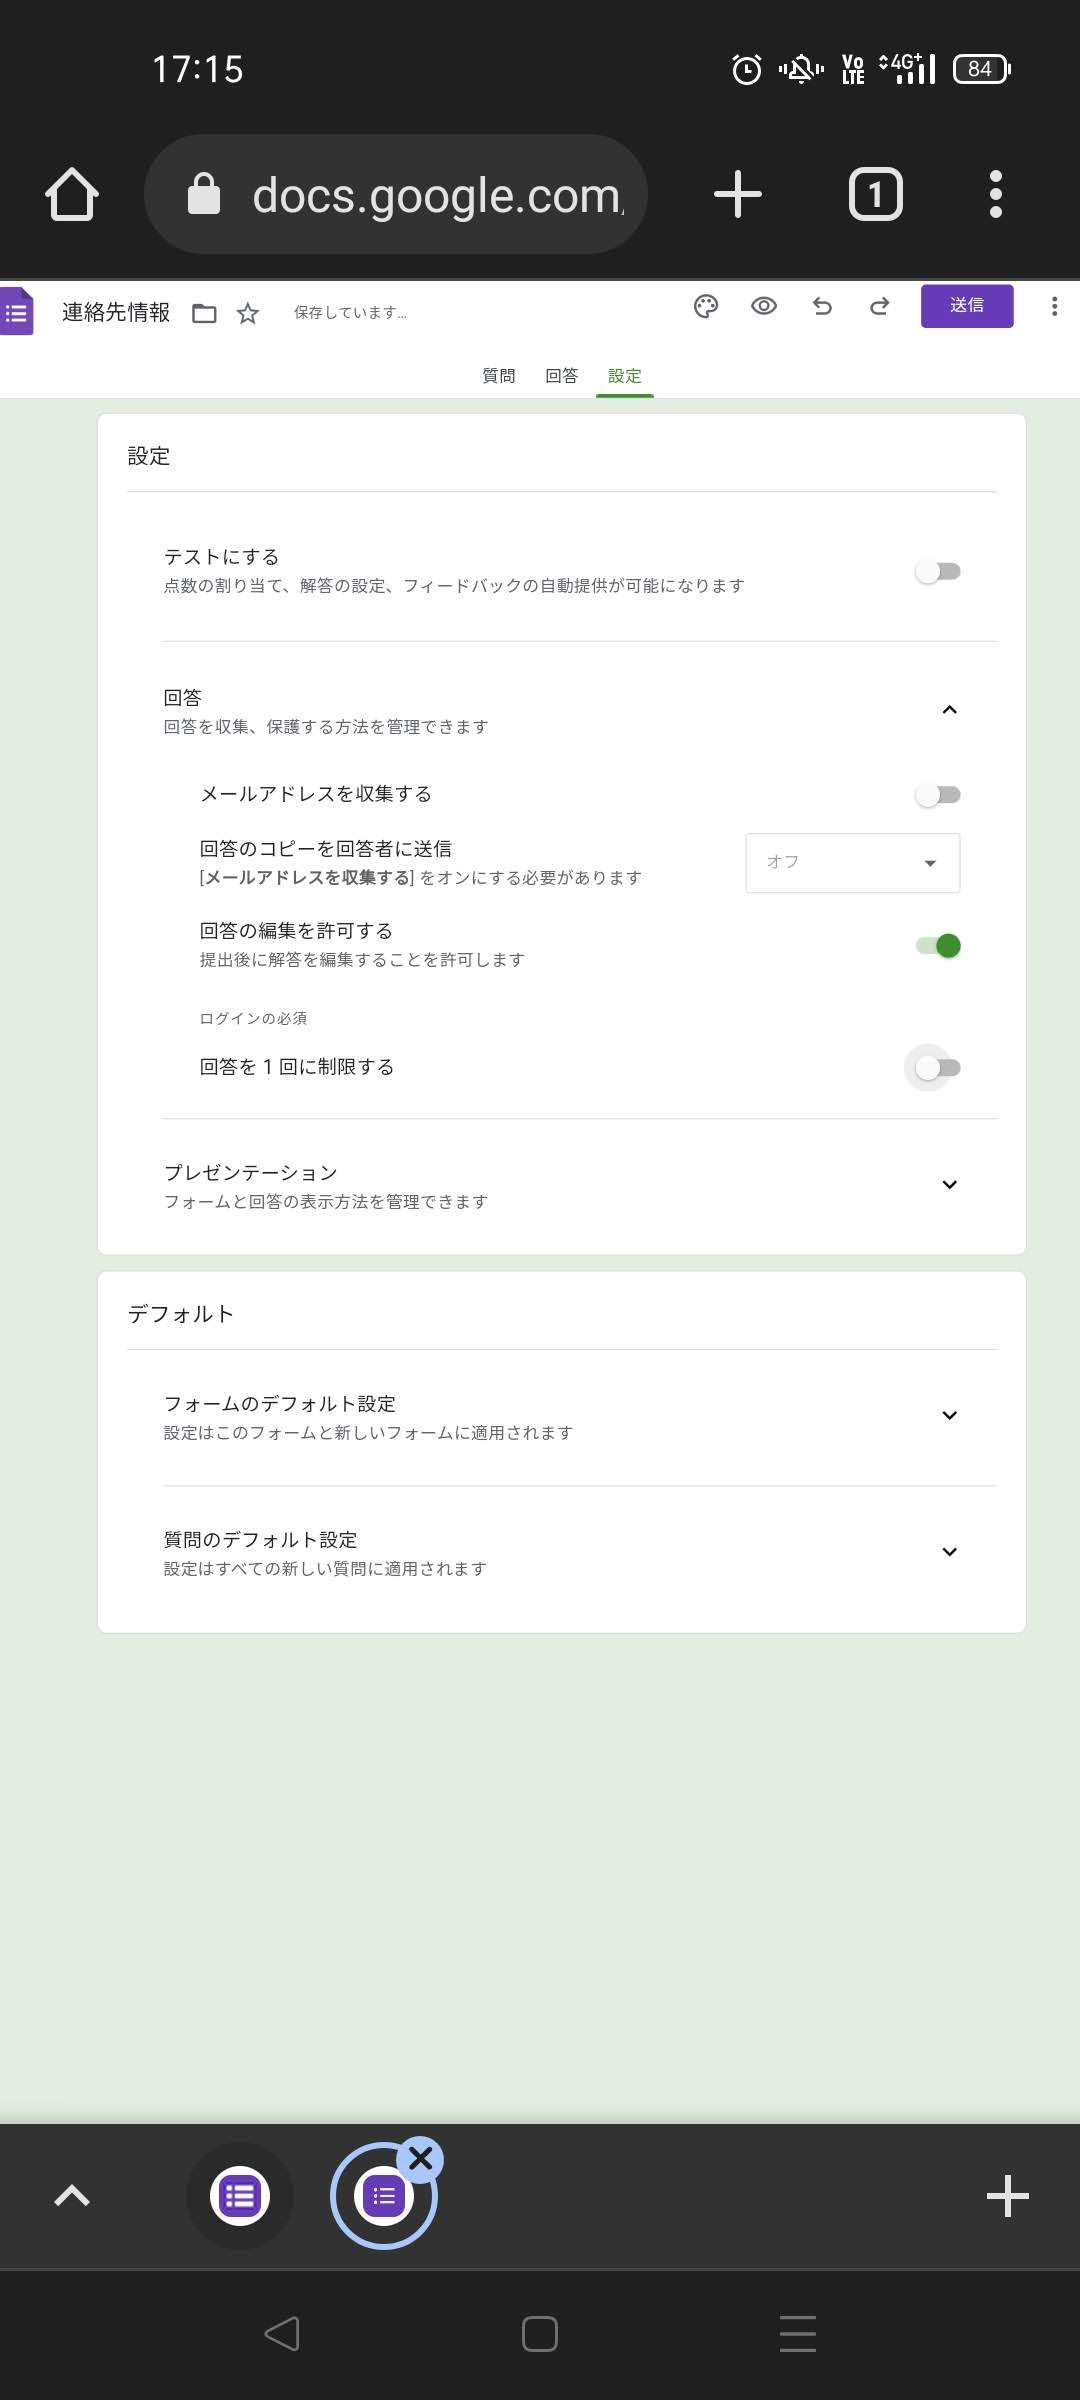 17:15
Vo
LTE
4G+
84
docs.google.com
1
連絡先情報
保存しています...
送信
質問
回答
設定
設定
テストにする
点数の割り当て、解答の設定、フィードバックの自動提供が可能になります
回答
回答を収集、保護する方法を管理できます
メールアドレスを収集する
回答のコピーを回答者に送信
[メールアドレスを収集する] をオンにする必要があります
オフ
回答の編集を許可する
提出後に解答を編集することを許可します
ログインの必須
回答を 1 回に制限する
プレゼンテーション
フォームと回答の表示方法を管理できます
デフォルト
フォームのデフォルト設定
設定はこのフォームと新しいフォームに適用されます
質問のデフォルト設定
設定はすべての新しい質問に適用されます